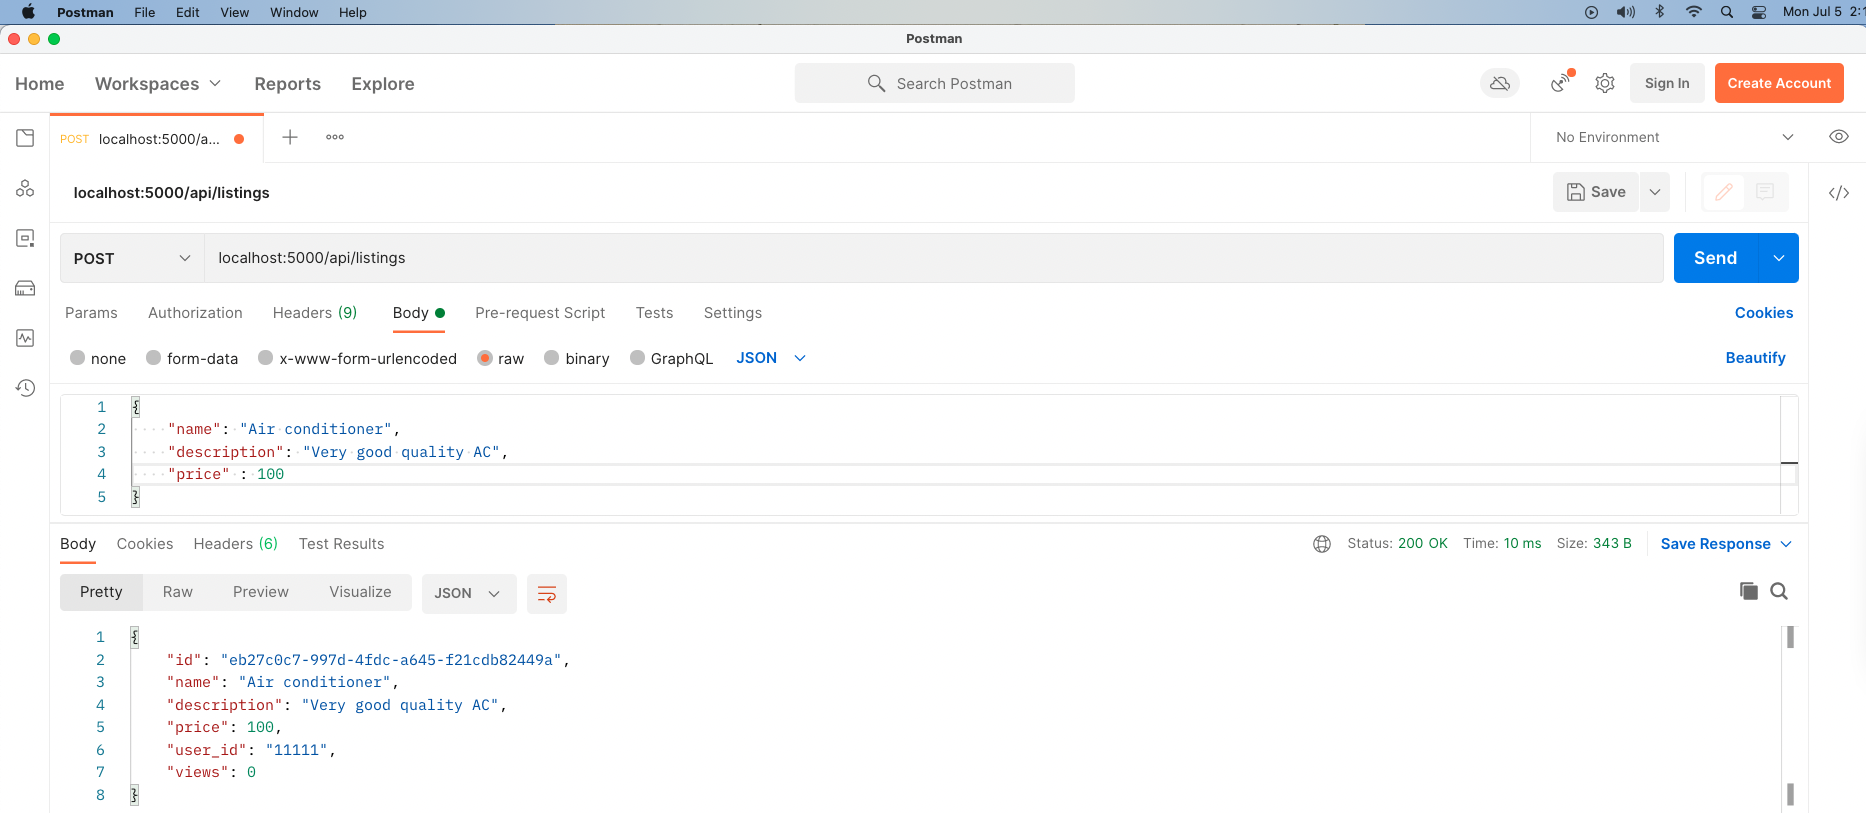 Postman File Edit View Window Help Mon Jul 5 2:1
Postman
Home Workspaces Reports Explore Search Postman Sign In Create Account
POST localhost:5000/a... No Environment
localhost:5000/api/listings Save
POST localhost:5000/api/listings Send
Params Authorization Headers (9) Body Pre-request Script Tests Settings Cookies
none form-data x-www-form-urlencoded raw binary GraphQL JSON Beautify
1 {
2 "name": "Air conditioner",
3 "description": "Very good quality AC",
4 "price" : 100
5 }
Body Cookies Headers (6) Test Results Status: 200 OK Time: 10 ms Size: 343 B Save Response
Pretty Raw Preview Visualize JSON
1 {
2 "id": "eb27c0c7-997d-4fdc-a645-f21cdb82449a",
3 "name": "Air conditioner",
4 "description": "Very good quality AC",
5 "price": 100,
6 "user_id": "11111",
7 "views": 0
8 }